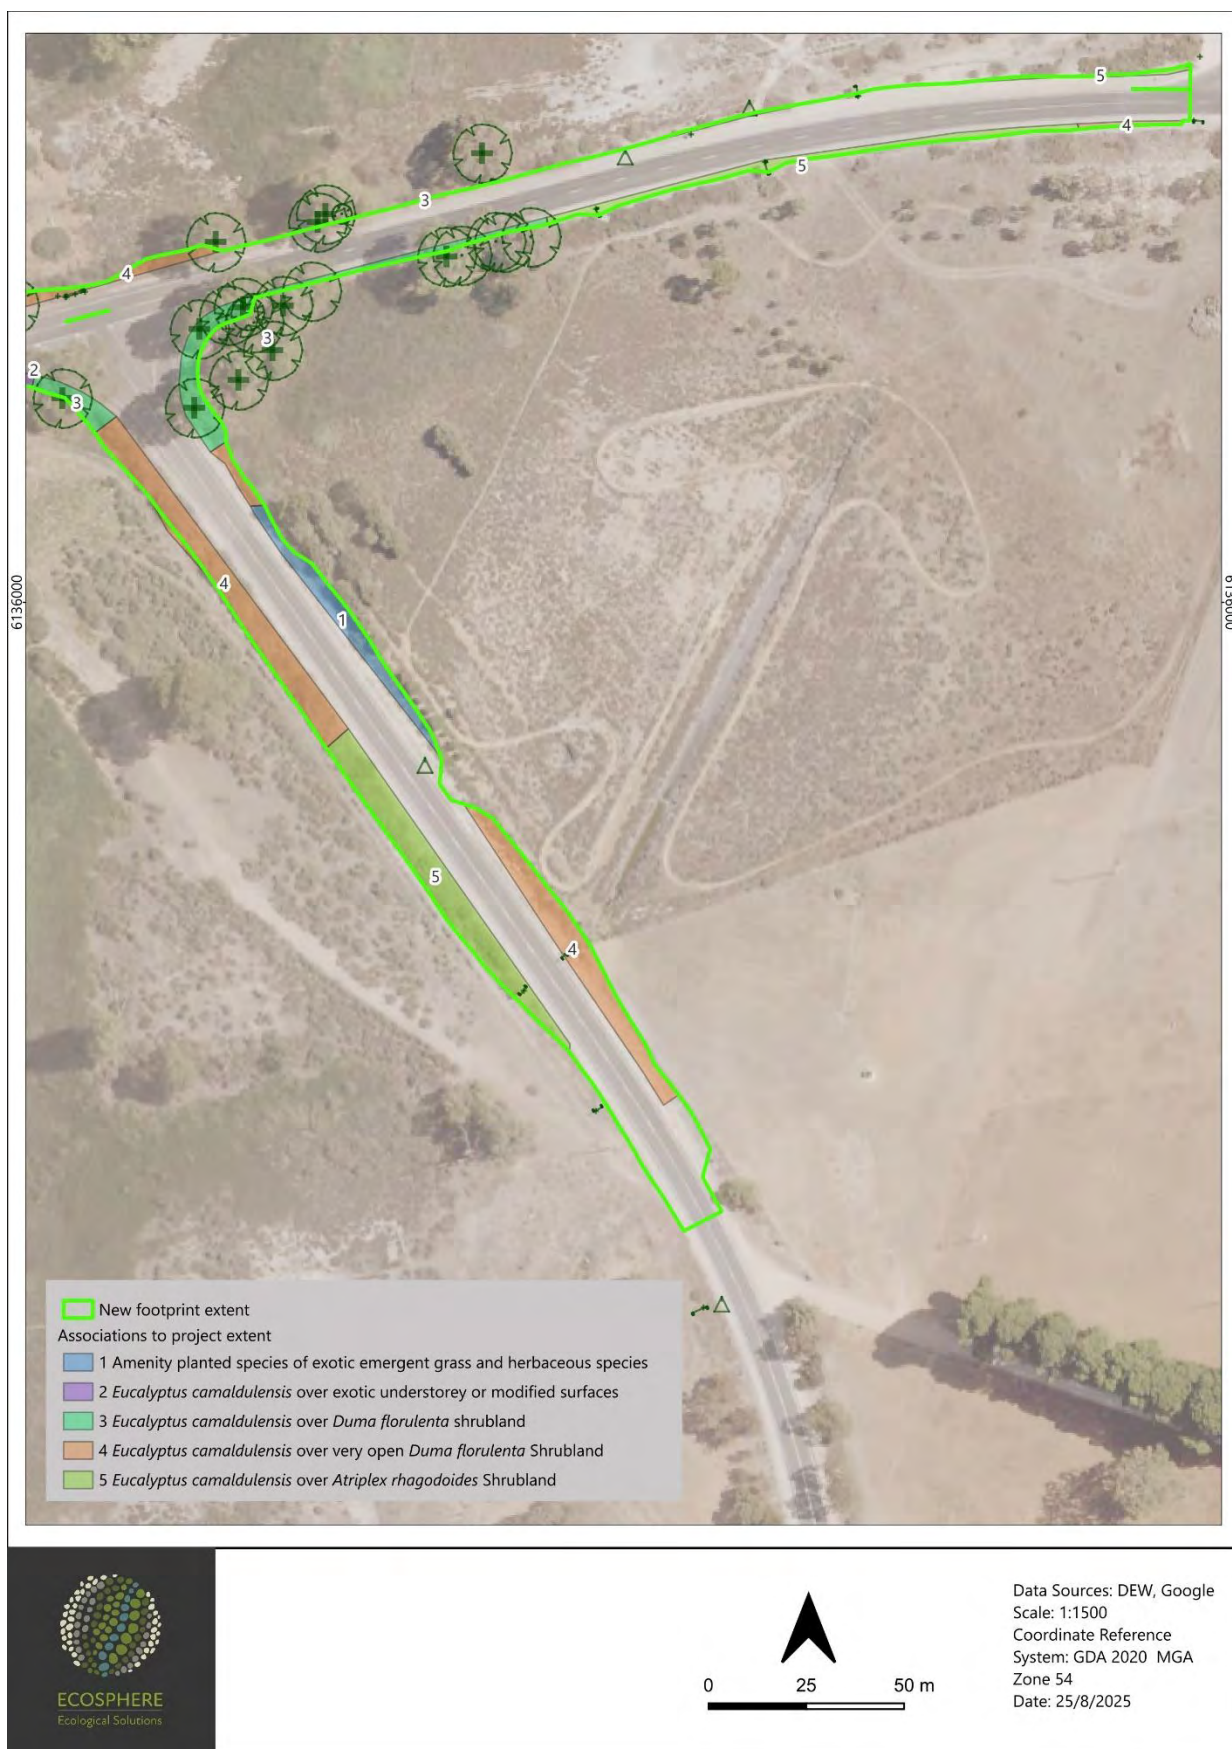 5
4
5
3
4
3
2
3
4
1
6136000
6136000
5
4
New footprint extent
Associations to project extent
1 Amenity planted species of exotic emergent grass and herbaceous species
2 Eucalyptus camaldulensis over exotic understorey or modified surfaces
3 Eucalyptus camaldulensis over Duma florulenta shrubland
4 Eucalyptus camaldulensis over very open Duma florulenta Shrubland
5 Eucalyptus camaldulensis over Atriplex rhagodoides Shrubland
ECOSPHERE
Ecological Solutions
0 25 50 m
Data Sources: DEW, Google
Scale: 1:1500
Coordinate Reference
System: GDA 2020 MGA
Zone 54
Date: 25/8/2025